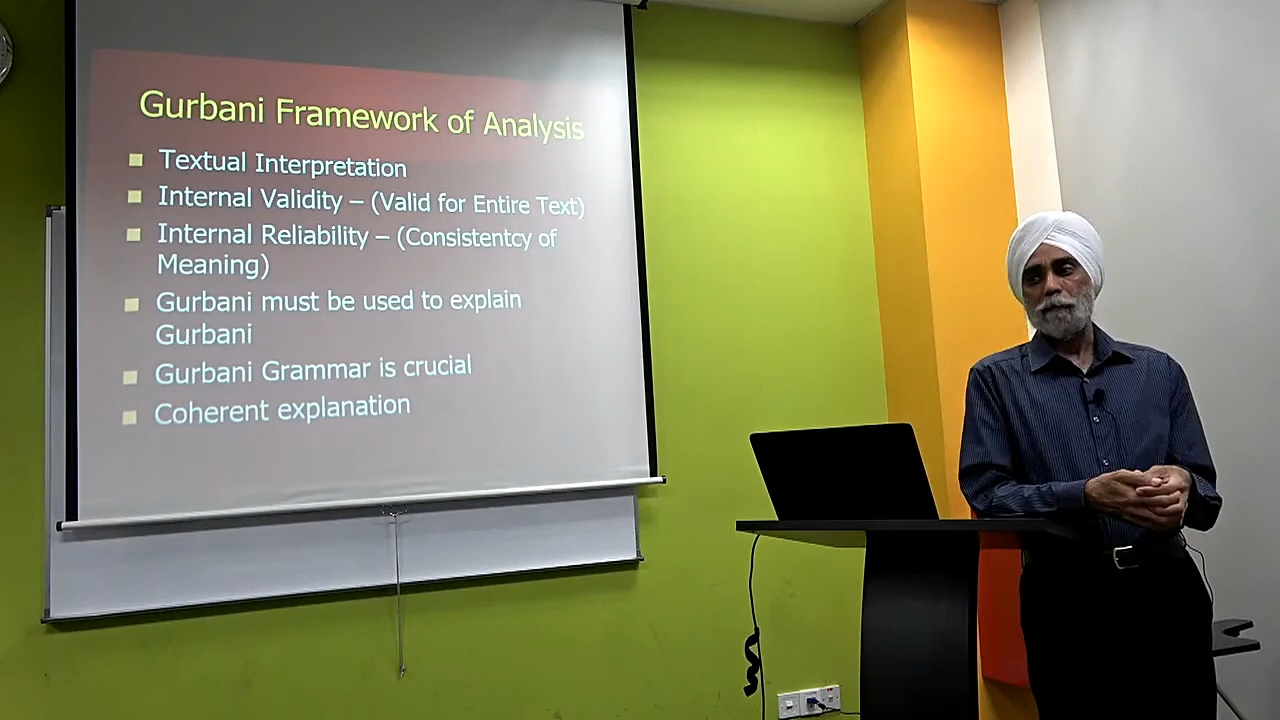 Gurbani Framework of Analysis
Textual Interpretation
Internal Validity – (Valid for Entire Text)
Internal Reliability – (Consistentcy of
Meaning)
Gurbani must be used to explain
Gurbani
Gurbani Grammar is crucial
Coherent explanation